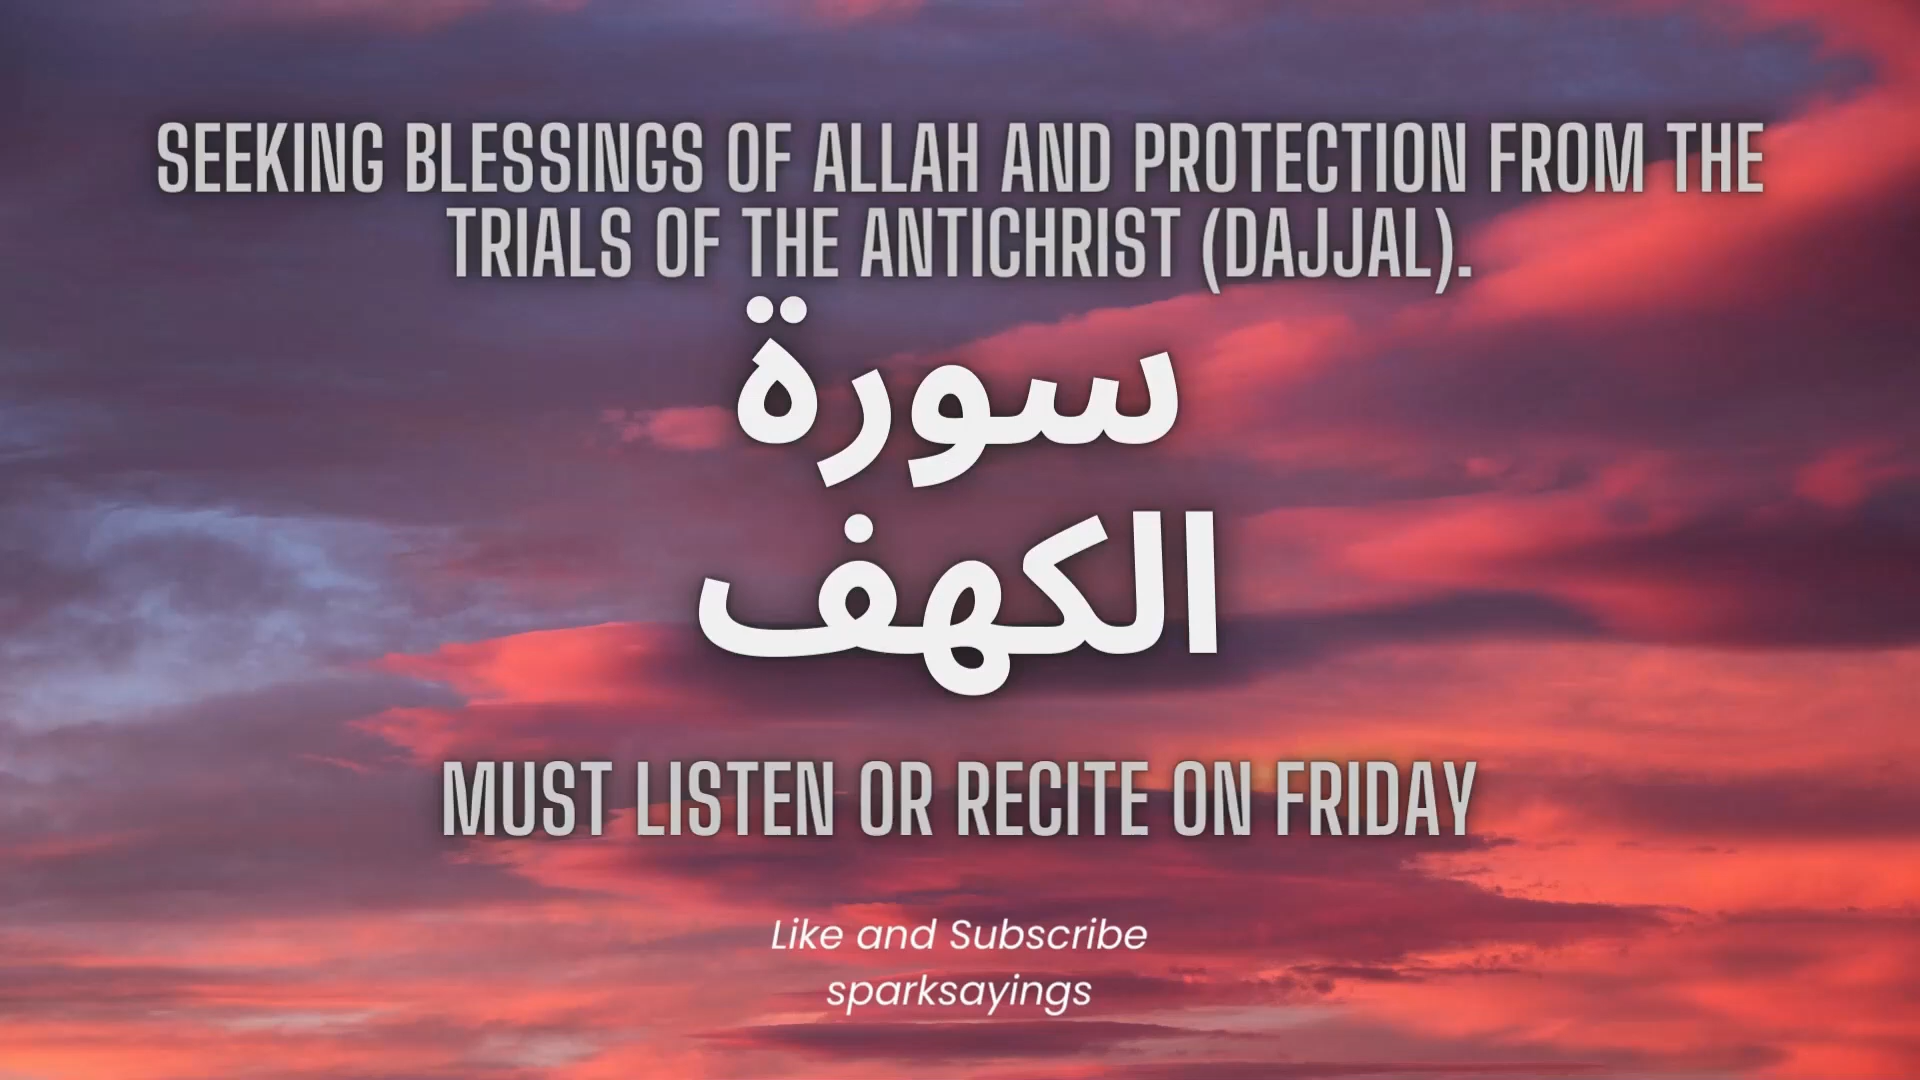 SEEKING BLESSINGS OF ALLAH AND PROTECTION FROM THE
TRIALS OF THE ANTICHRIST (DAJJAL).
سورة
الكهف
MUST LISTEN OR RECITE ON FRIDAY
Like and Subscribe
sparksayings